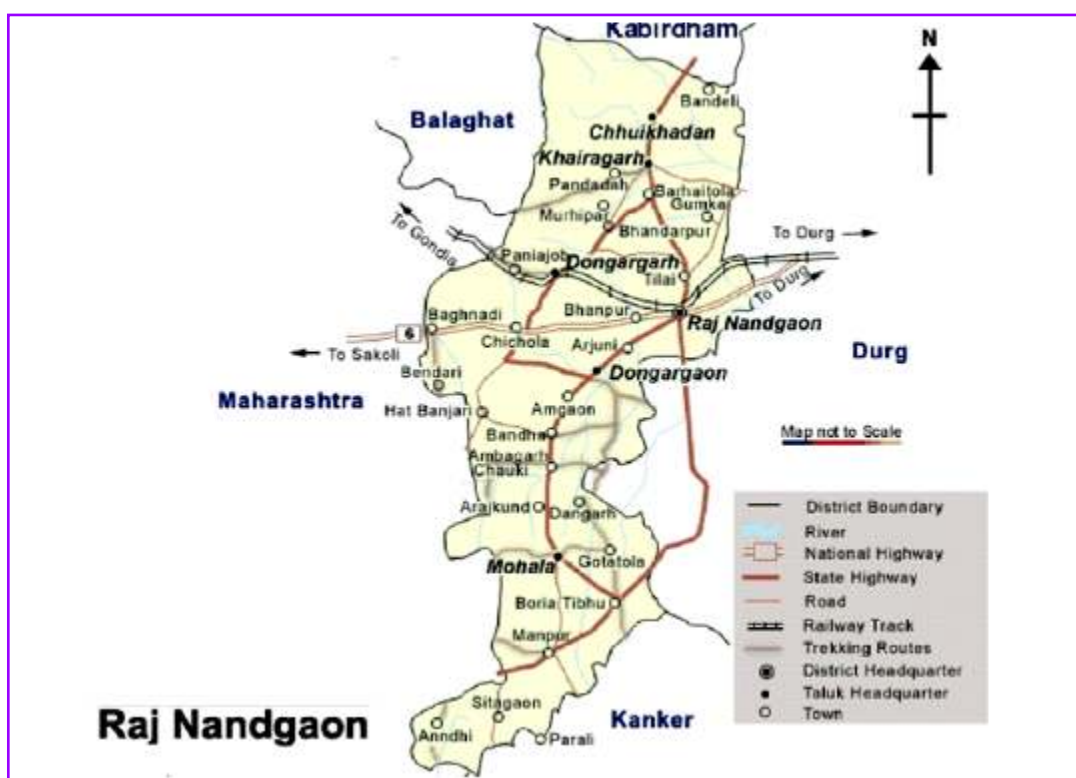 Kabirdham
N
Bandeli
Balaghat
Chhuikhadan
Khairagarh
Pandadah
Barhaitola
Gumka
Murhipar
Bhandarpur
To Gondia
To Durg
Paniajob
Dongargarh
Tilai
To Durg
Bhanpur
Baghnadi
Raj Nandgaon
6
Chichola
Arjuni
To Sakoli
Durg
Bendari
Dongargaon
Maharashtra
Hat Banjari
Amgaon
Bandha
Map not to Scale
Ambagarh
Chauki
Arajkund
Dangarh
District Boundary
River
National Highway
Mohala
Gotatola
State Highway
Boria Tibhu
Road
Railway Track
Manpur
Trekking Routes
District Headquarter
Taluk Headquarter
Town
Sitagaon
Kanker
Raj Nandgaon
Anndhi
Parali